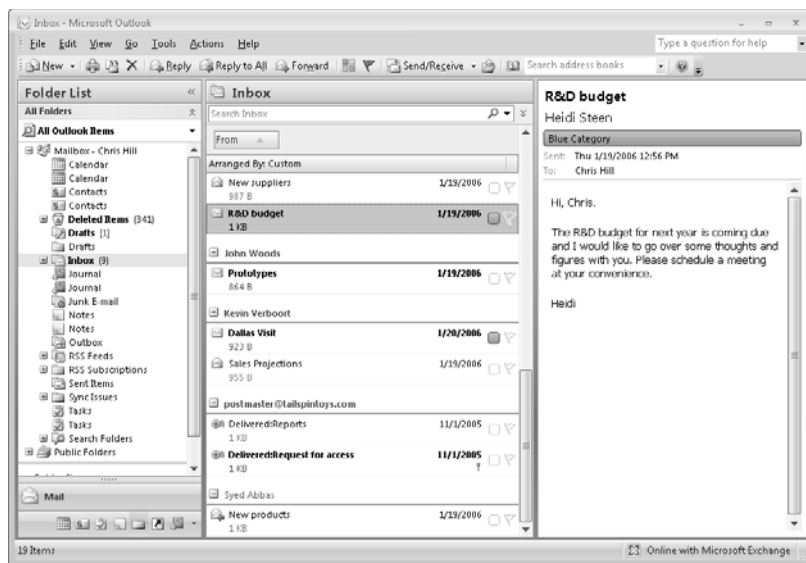 Inbox - Microsoft Outlook
File Edit View Go Tools Actions Help
Type a question for help
New Reply Reply to All Forward Send/Receive Search address books
Folder List
All Folders
All Outlook Items
Mailbox - Chris Hill
Calendar
Calendar
Contacts
Contacts
Deleted Items (341)
Drafts [1]
Drafts
Inbox (9)
Journal
Journal
Junk E-mail
Notes
Notes
Outbox
RSS Feeds
RSS Subscriptions
Sent Items
Sync Issues
Tasks
Tasks
Search Folders
Public Folders
Mail
Inbox
Search Inbox
From
Arranged By: Custom
New suppliers 1/19/2006
987 B
R&D budget 1/19/2006
1 KB
John Woods
Prototypes 1/19/2006
864 B
Kevin Verboort
Dallas Visit 1/20/2006
923 B
Sales Projections 1/19/2006
955 B
postmaster@tailspintoys.com
Delivered:Reports 11/1/2005
1 KB
Delivered:Request for access 11/1/2005
1 KB
Syed Abbas
New products 1/19/2006
1 KB
R&D budget
Heidi Steen
Blue Category
Sent: Thu 1/19/2006 12:56 PM
To: Chris Hill
Hi, Chris.
The R&D budget for next year is coming due
and I would like to go over some thoughts and
figures with you. Please schedule a meeting
at your convenience.
Heidi
19 Items
Online with Microsoft Exchange